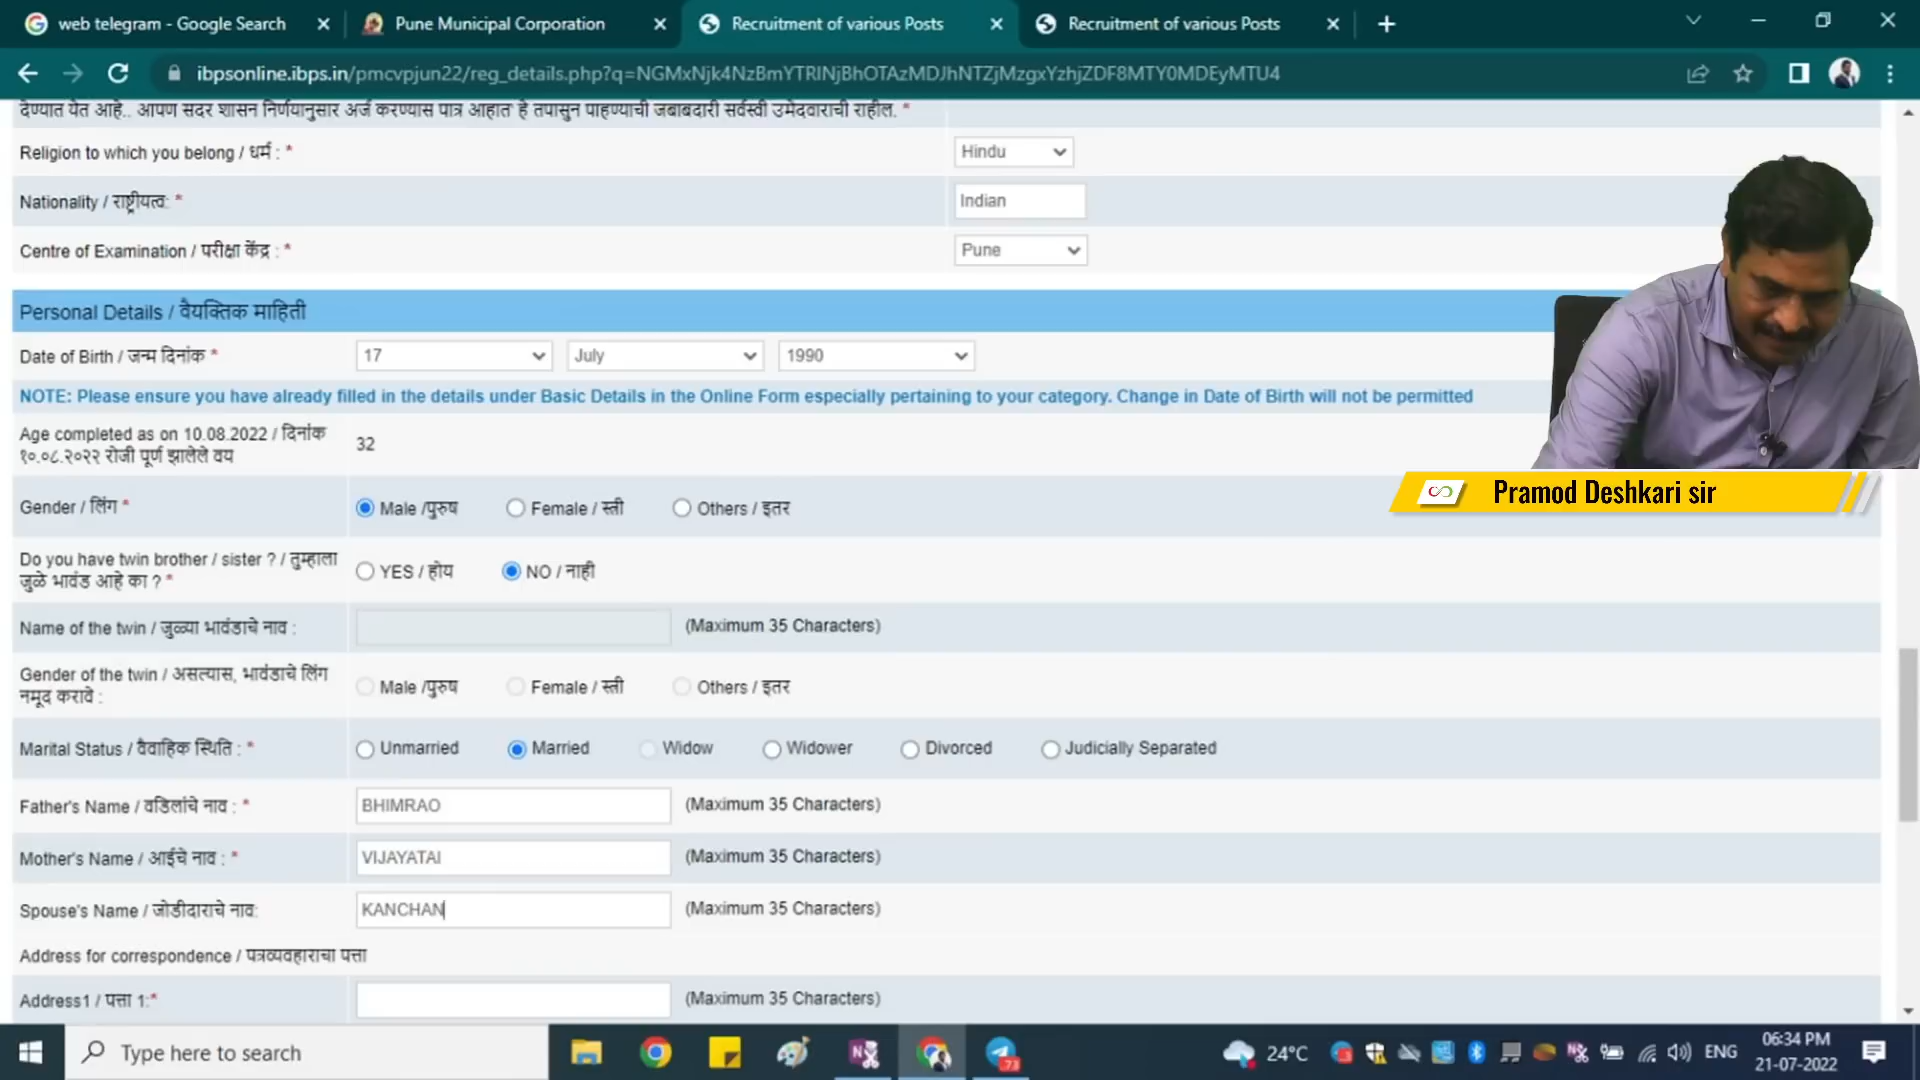 web telegram - Google Search
Pune Municipal Corporation
Recruitment of various Posts
Recruitment of various Posts
ibpsonline.ibps.in/pmcvpjun22/reg_details.php?q=NGMxNjk4NzBmYTRlNjBhOTAzMDJhNTZjMzgxYzhjZDF8MTY0MDEyMTU4
देण्यात येत आहे.. आपण सदर शासन निर्णयानुसार अर्ज करण्यास पात्र आहात हे तपासुन पाहण्याची जबाबदारी सर्वस्वी उमेदवाराची राहील. *
Religion to which you belong / धर्म : * Hindu
Nationality / राष्ट्रीयत्व: * Indian
Centre of Examination / परीक्षा केंद्र : * Pune
Personal Details / वैयक्तिक माहिती
Date of Birth / जन्म दिनांक * 17 July 1990
NOTE: Please ensure you have already filled in the details under Basic Details in the Online Form especially pertaining to your category. Change in Date of Birth will not be permitted
Age completed as on 10.08.2022 / दिनांक
१०.०८.२०२२ रोजी पूर्ण झालेले वय
32
Gender / लिंग * Male /पुरुष Female / स्त्री Others / इतर
Pramod Deshkari sir
Do you have twin brother / sister ? / तुम्हाला
जुळे भावंड आहे का ? *
YES / होय NO / नाही
Name of the twin / जुळ्या भावंडाचे नाव : (Maximum 35 Characters)
Gender of the twin / असल्यास, भावंडाचे लिंग
नमूद करावे :
Male /पुरुष Female / स्त्री Others / इतर
Marital Status / वैवाहिक स्थिति : * Unmarried Married Widow Widower Divorced Judicially Separated
Father's Name / वडिलांचे नाव : * BHIMRAO (Maximum 35 Characters)
Mother's Name / आईचे नाव : * VIJAYATAI (Maximum 35 Characters)
Spouse's Name / जोडीदाराचे नाव: KANCHAN (Maximum 35 Characters)
Address for correspondence / पत्रव्यवहाराचा पत्ता
Address1 / पत्ता 1:* (Maximum 35 Characters)
Type here to search
73
24°C
ENG
06:34 PM
21-07-2022